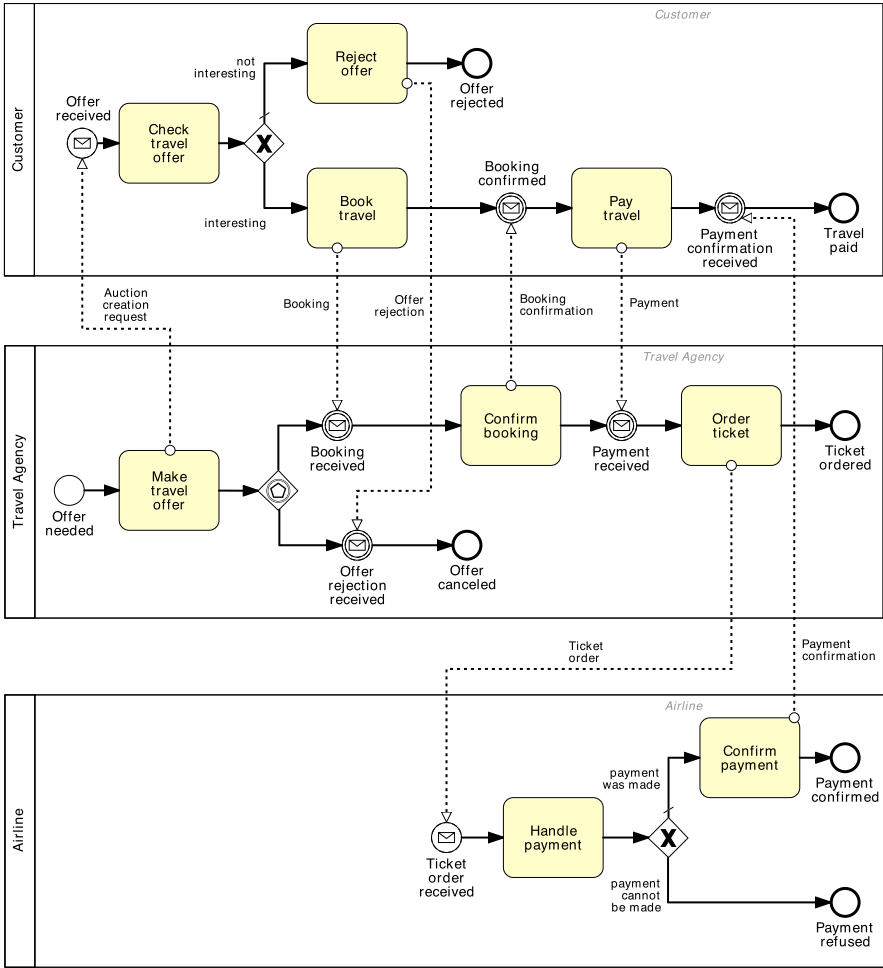 Customer
Customer
not
interesting
Reject
offer
Offer
rejected
Offer
received
Check
travel
offer
X
interesting
Book
travel
Booking
confirmed
Pay
travel
Payment
confirmation
received
Travel
paid
Auction
creation
request
Booking
Offer
rejection
Booking
confirmation
Payment
Travel Agency
Travel Agency
Offer
needed
Make
travel
offer
Booking
received
Confirm
booking
Payment
received
Order
ticket
Ticket
ordered
Offer
rejection
received
Offer
canceled
Ticket
order
Payment
confirmation
Airline
Airline
Ticket
order
received
Handle
payment
X
payment
was made
Confirm
payment
Payment
confirmed
payment
cannot
be made
Payment
refused